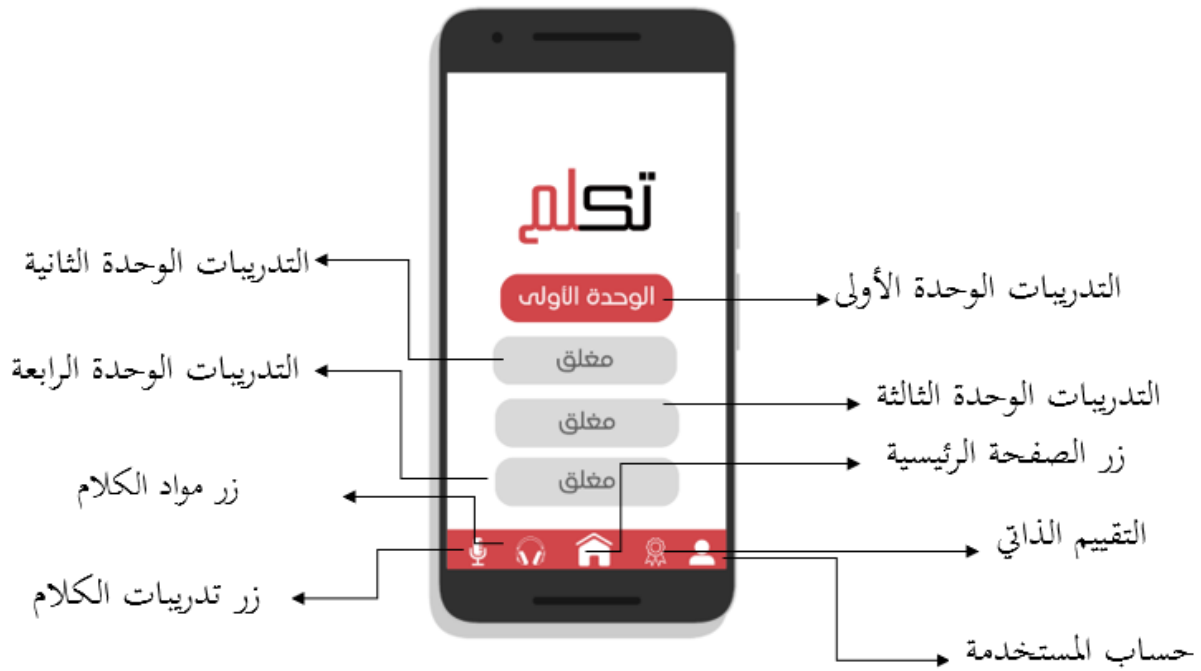 تكلم
التدريبات الوحدة الثانية
الوحدة الأولى
التدريبات الوحدة الأولى
مغلق
التدريبات الوحدة الرابعة
مغلق
التدريبات الوحدة الثالثة
زر الصفحة الرئيسية
مغلق
زر مواد الكلام
التقييم الذاتي
زر تدريبات الكلام
حساب المستخدمة